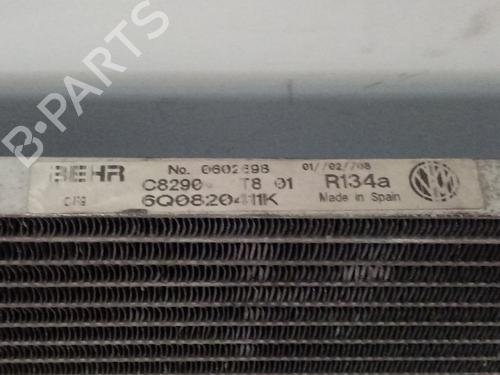 BEHR No. 0602698 01//02//08
C8290 T8 01 R134a
6Q0820411K Made in Spain
B-PARTS